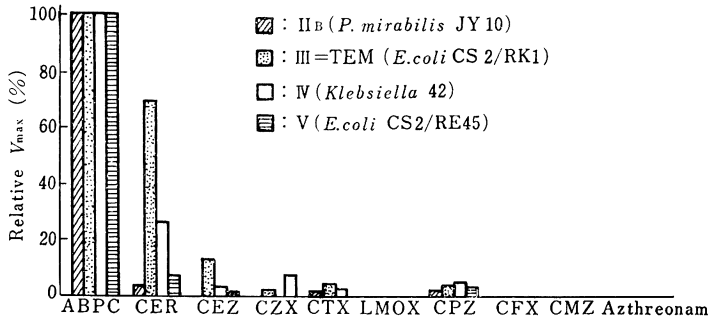 Relative Vmax (%)
100
80
60
40
20
0
: IIB (P. mirabilis JY 10)
: III=TEM (E.coli CS 2/RK1)
: IV (Klebsiella 42)
: V (E.coli CS2/RE45)
ABPC CER CEZ CZX CTX LMOX CPZ CFX CMZ Azthreonam